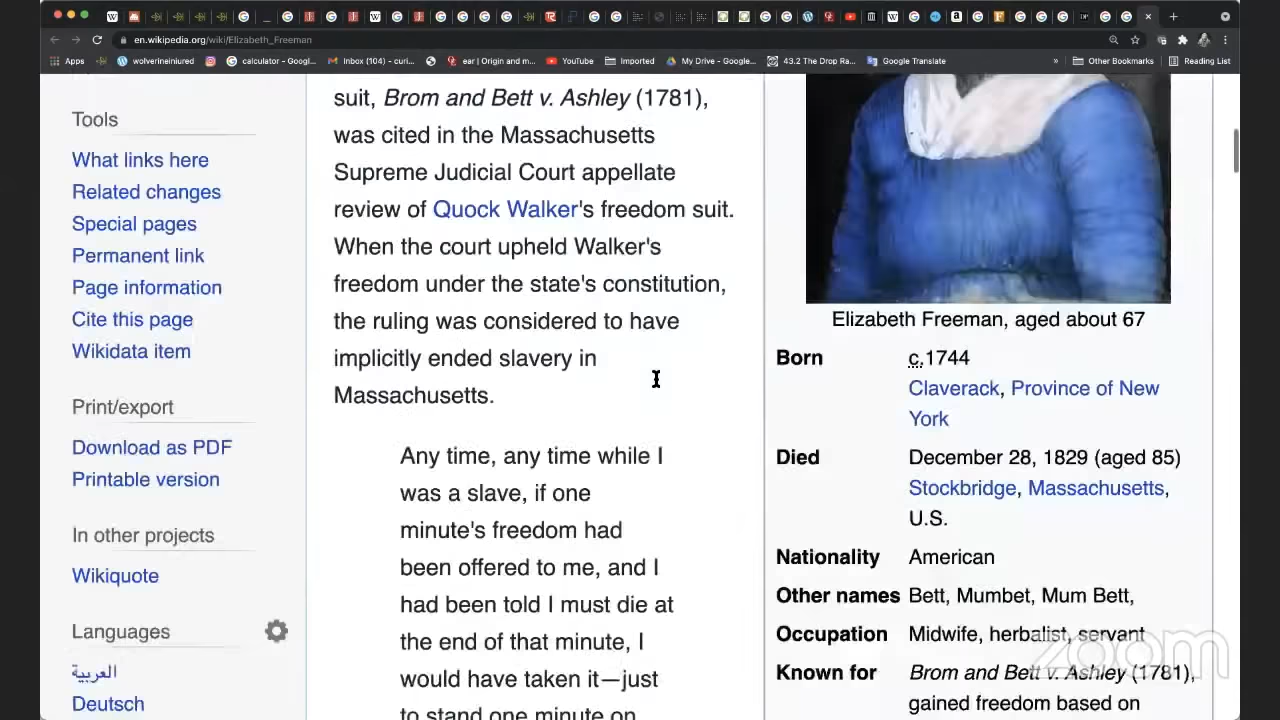 en.wikipedia.org/wiki/Elizabeth_Freeman
Apps
wolverineiniured
calculator - Googl...
Inbox (104) - curi...
ear | Origin and m...
YouTube
Imported
My Drive - Google...
43.2 The Drop Ra...
Google Translate
»
Other Bookmarks
Reading List
Tools
What links here
Related changes
Special pages
Permanent link
Page information
Cite this page
Wikidata item
Print/export
Download as PDF
Printable version
In other projects
Wikiquote
Languages
العربية
Deutsch
suit, Brom and Bett v. Ashley (1781),
was cited in the Massachusetts
Supreme Judicial Court appellate
review of Quock Walker's freedom suit.
When the court upheld Walker's
freedom under the state's constitution,
the ruling was considered to have
implicitly ended slavery in
Massachusetts.
Any time, any time while I
was a slave, if one
minute's freedom had
been offered to me, and I
had been told I must die at
the end of that minute, I
would have taken it—just
to stand one minute on
Elizabeth Freeman, aged about 67
Born c.1744
Claverack, Province of New
York
Died December 28, 1829 (aged 85)
Stockbridge, Massachusetts,
U.S.
Nationality American
Other names Bett, Mumbet, Mum Bett,
Occupation Midwife, herbalist, servant
Known for Brom and Bett v. Ashley (1781),
gained freedom based on
zoom